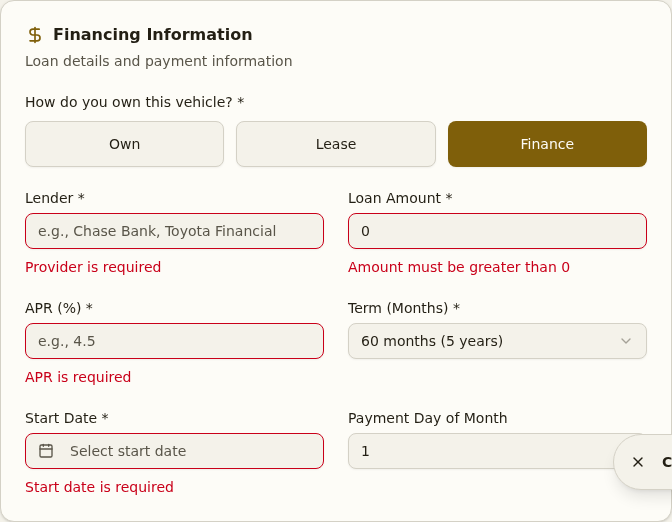 Financing Information
Loan details and payment information
How do you own this vehicle? *
Own
Lease
Finance
Lender *
Loan Amount *
e.g., Chase Bank, Toyota Financial
0
Provider is required
Amount must be greater than 0
APR (%) *
Term (Months) *
e.g., 4.5
60 months (5 years)
APR is required
Start Date *
Payment Day of Month
Select start date
1
Start date is required